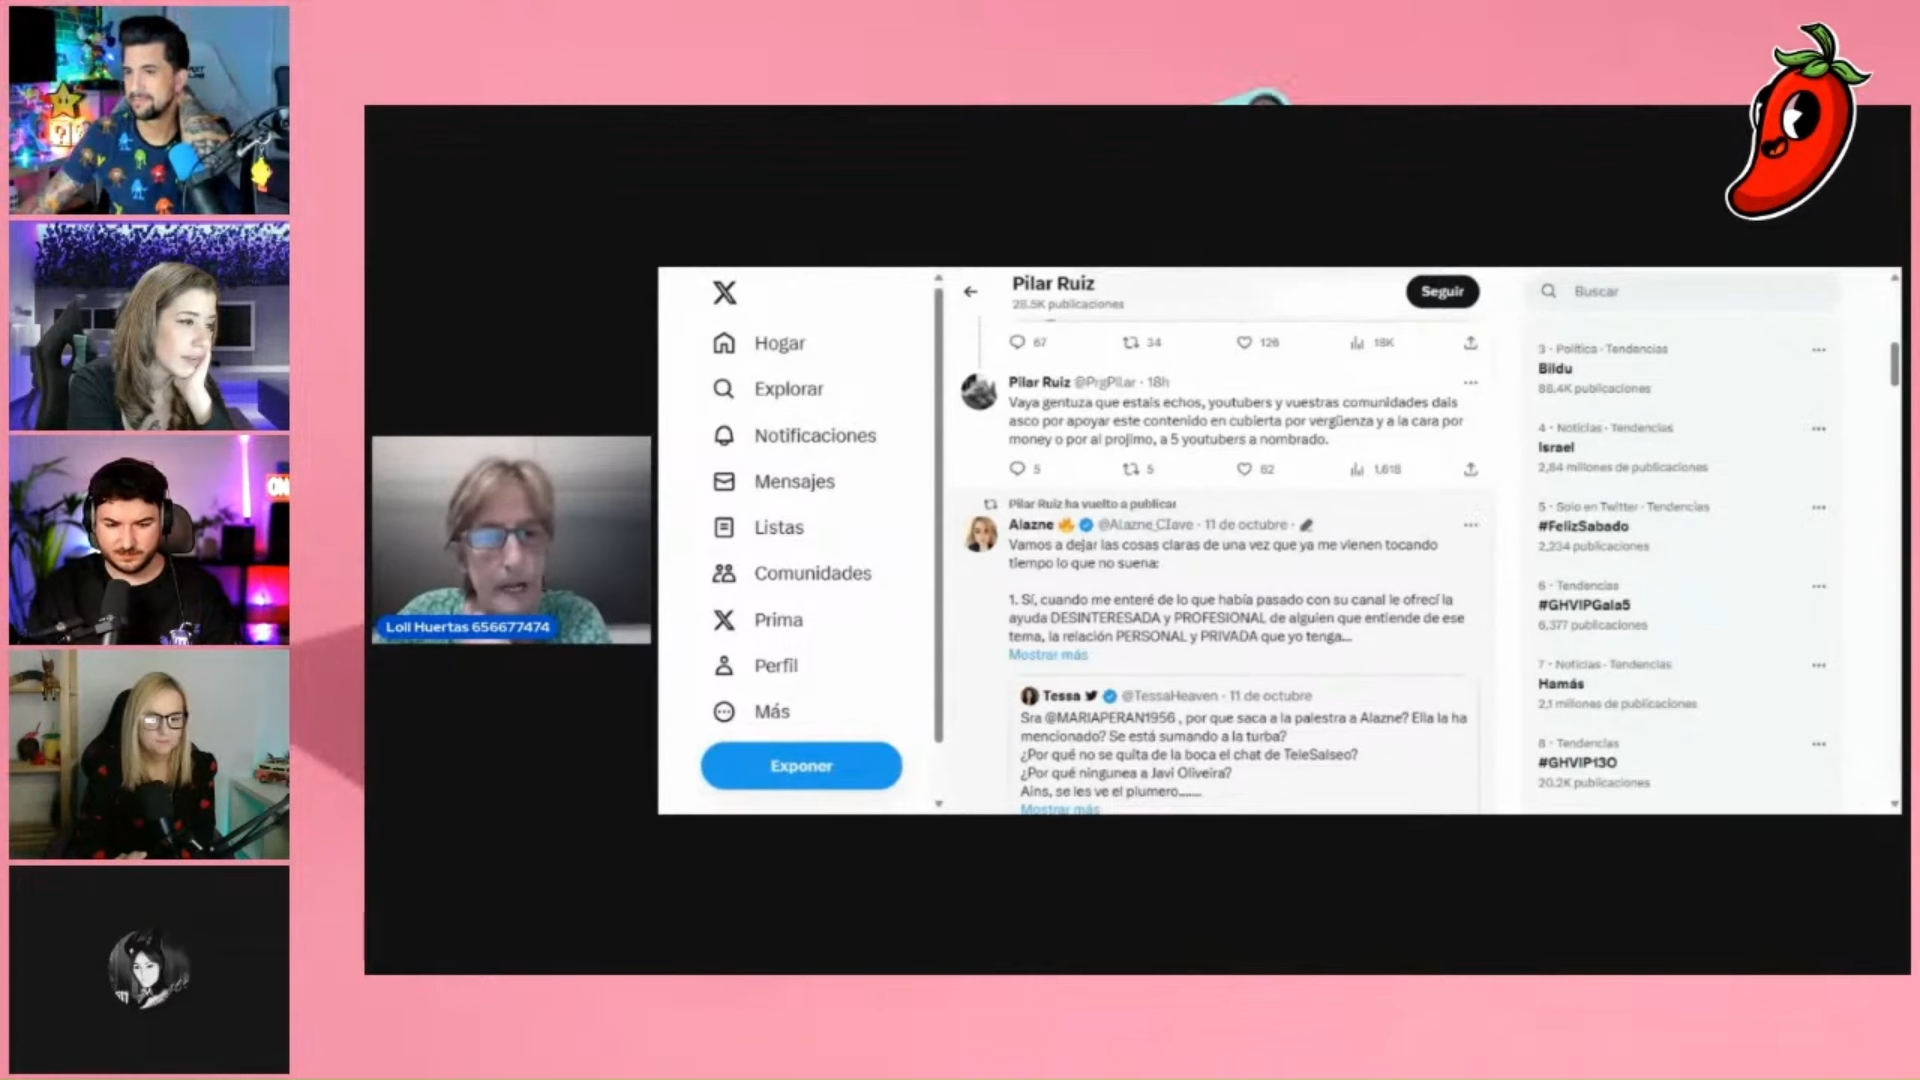 Loli Huertas 656677474
X
Hogar
Explorar
Notificaciones
Mensajes
Listas
Comunidades
Prima
Perfil
Más
Exponer
Pilar Ruiz
28.5K publicaciones
Seguir
67 34 126 18K
Pilar Ruiz @PrgPilar · 18h
Vaya gentuza que estais echos, youtubers y vuestras comunidades dais
asco por apoyar este contenido en cubierta por vergüenza y a la cara por
money o por al projimo, a 5 youtubers a nombrado.
5 5 62 1.618
Pilar Ruiz ha vuelto a publicar
Alazne @Alazne_Clave · 11 de octubre ·
Vamos a dejar las cosas claras de una vez que ya me vienen tocando
tiempo lo que no suena:
1. Sí, cuando me enteré de lo que había pasado con su canal le ofrecí la
ayuda DESINTERESADA y PROFESIONAL de alguien que entiende de ese
tema, la relación PERSONAL y PRIVADA que yo tenga...
Mostrar más
Tessa @TessaHeaven · 11 de octubre
Sra @MARIAPERAN1956 , por que saca a la palestra a Alazne? Ella la ha
mencionado? Se está sumando a la turba?
¿Por qué no se quita de la boca el chat de TeleSalseo?
¿Por qué ningunea a Javi Oliveira?
Ains, se les ve el plumero.......
Mostrar más
Buscar
3 · Política · Tendencias
Bildu
88.4K publicaciones
4 · Noticias · Tendencias
Israel
2,84 millones de publicaciones
5 · Solo en Twitter · Tendencias
#FelizSabado
2,234 publicaciones
6 · Tendencias
#GHVIPGala5
6,377 publicaciones
7 · Noticias · Tendencias
Hamás
2,1 millones de publicaciones
8 · Tendencias
#GHVIP13O
20.2K publicaciones